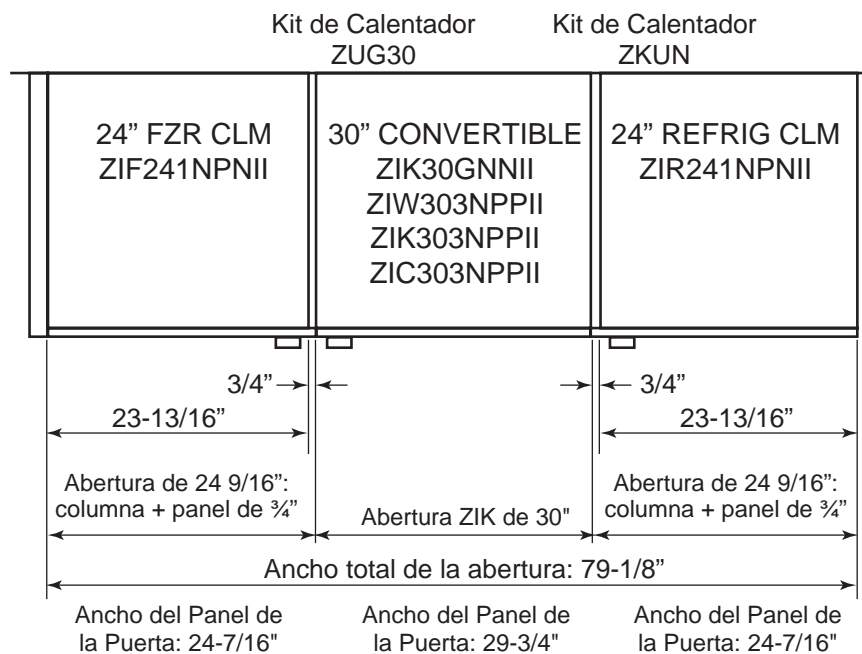 Kit de Calentador
ZUG30
Kit de Calentador
ZKUN
24” FZR CLM
ZIF241NPNII
30” CONVERTIBLE
ZIK30GNNII
ZIW303NPPII
ZIK303NPPII
ZIC303NPPII
24” REFRIG CLM
ZIR241NPNII
3/4”
3/4”
23-13/16”
23-13/16”
Abertura de 24 9/16”:
columna + panel de ¾”
Abertura ZIK de 30"
Abertura de 24 9/16”:
columna + panel de ¾”
Ancho total de la abertura: 79-1/8”
Ancho del Panel de
la Puerta: 24-7/16"
Ancho del Panel de
la Puerta: 29-3/4"
Ancho del Panel de
la Puerta: 24-7/16"